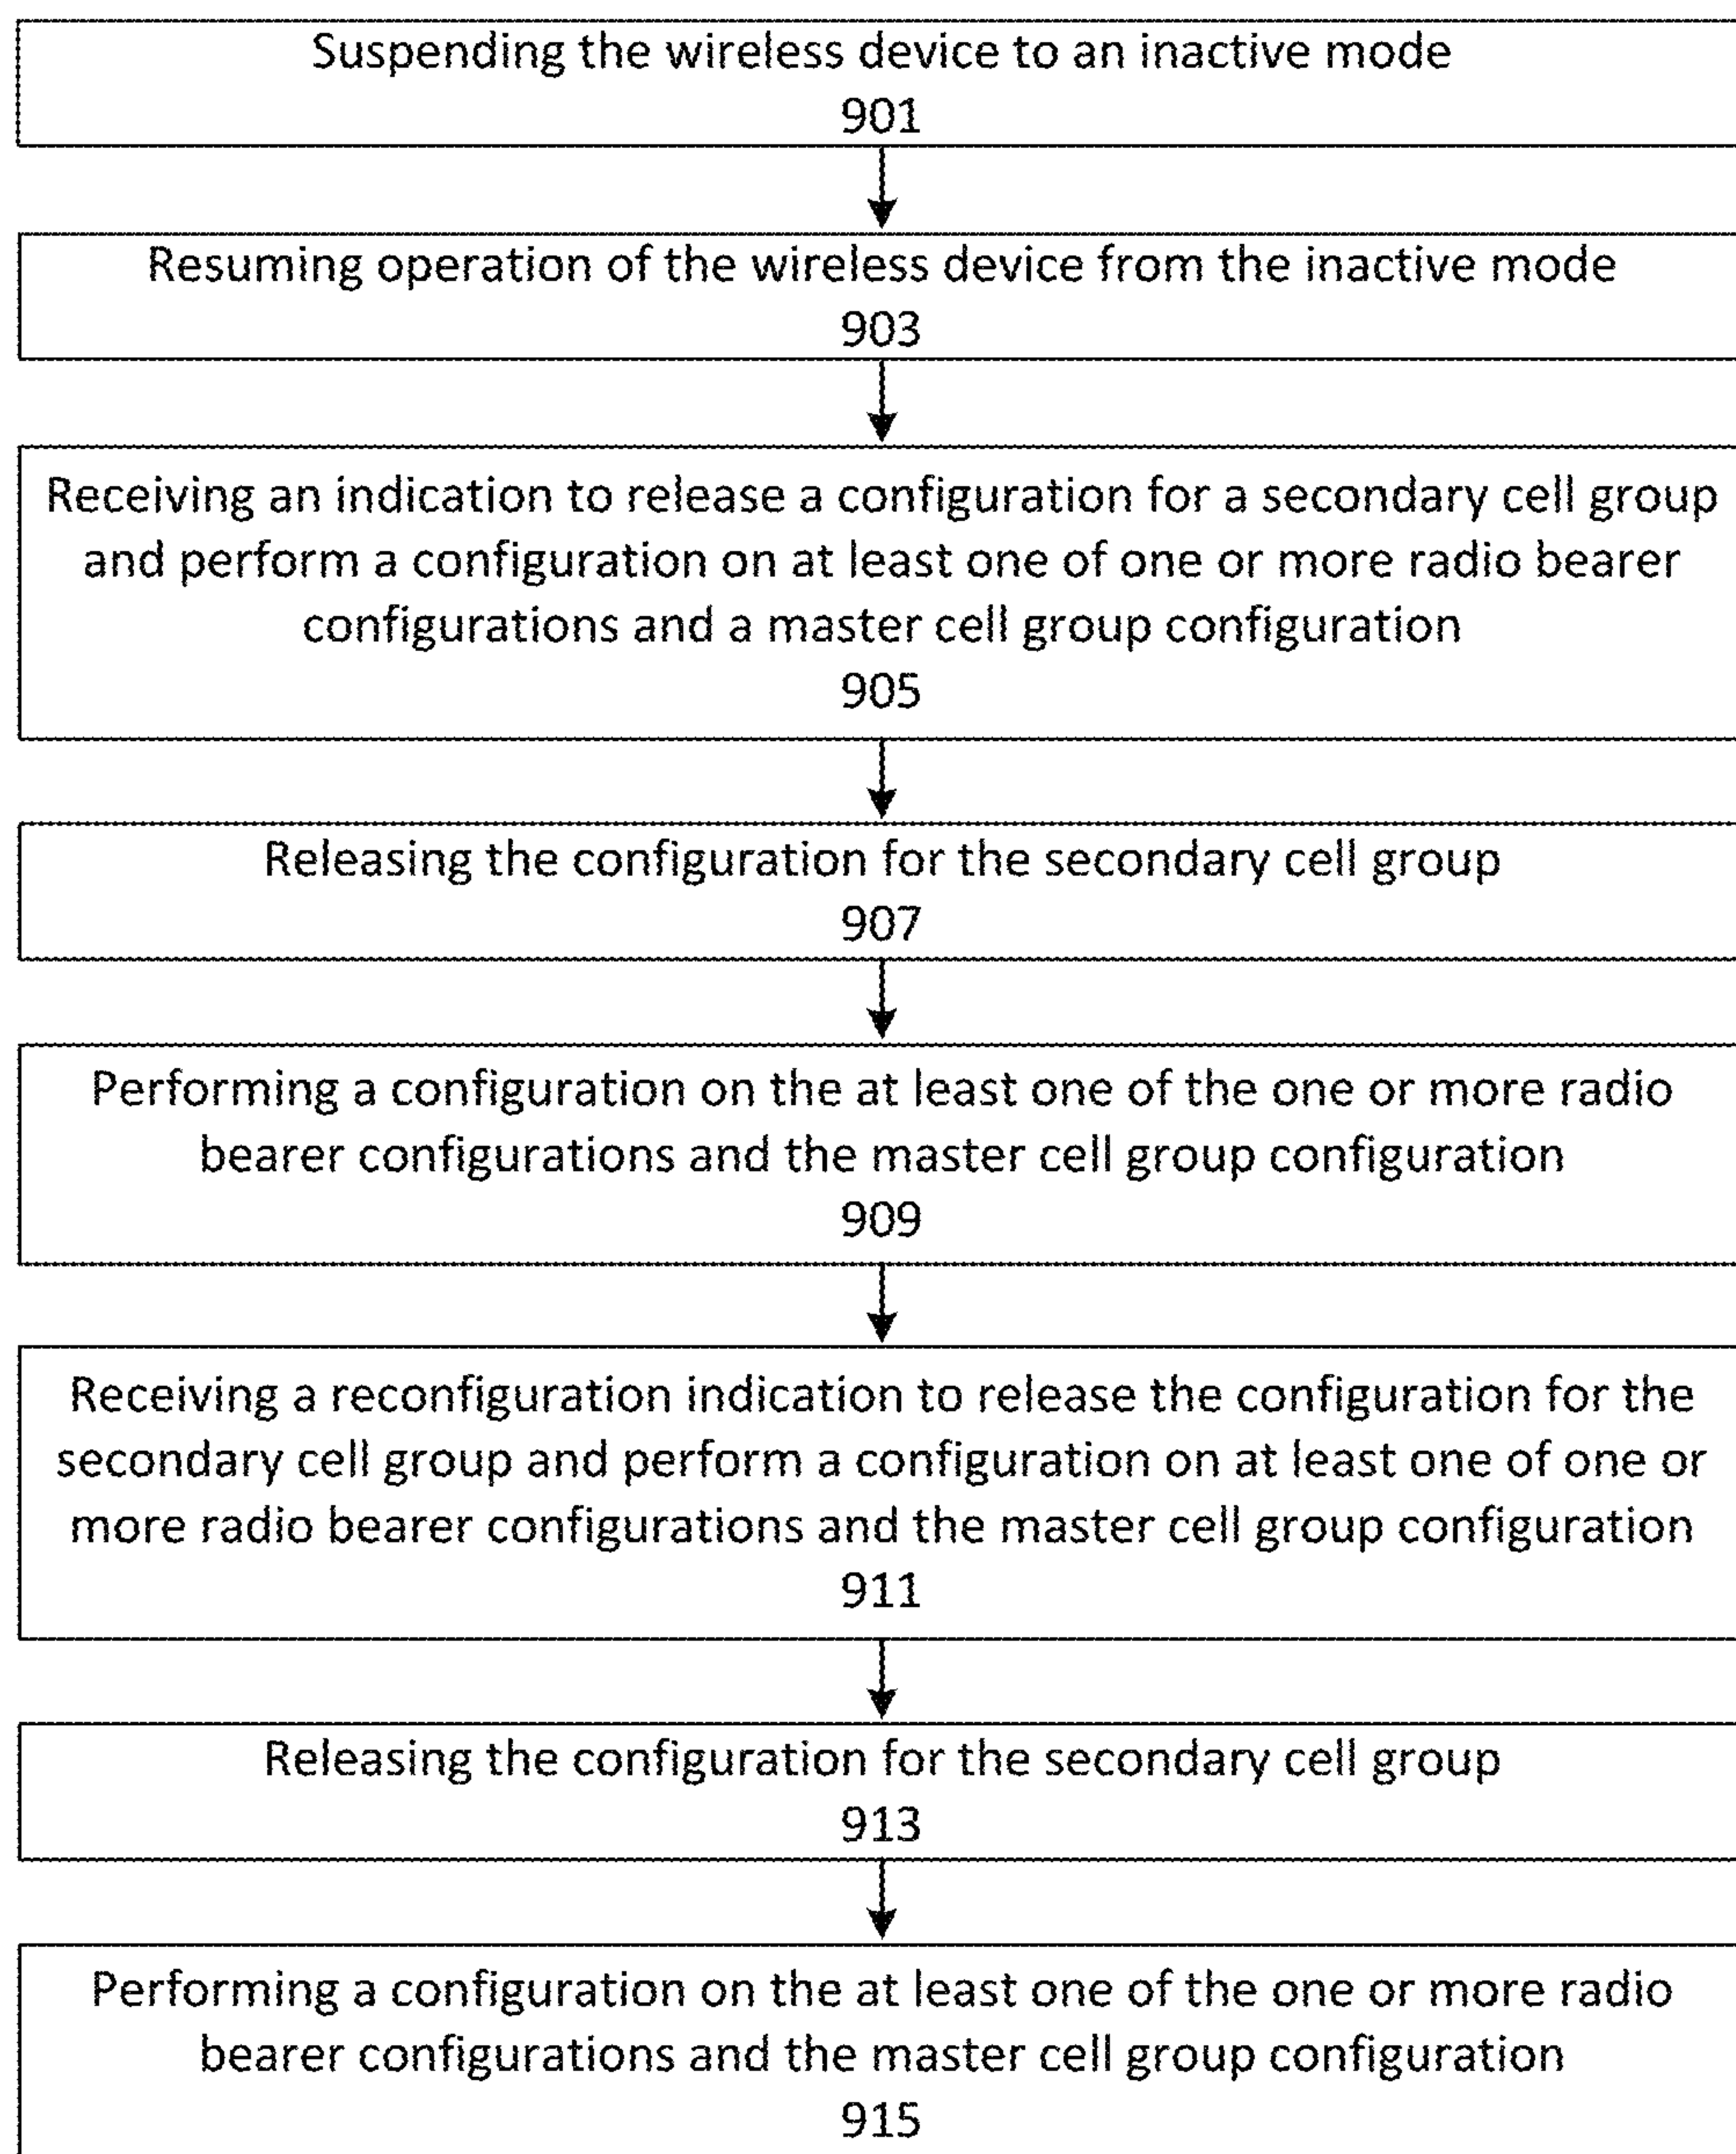 Suspending the wireless device to an inactive mode
901
Resuming operation of the wireless device from the inactive mode
903
Receiving an indication to release a configuration for a secondary cell group
and perform a configuration on at least one of one or more radio bearer
configurations and a master cell group configuration
905
Releasing the configuration for the secondary cell group
907
Performing a configuration on the at least one of the one or more radio
bearer configurations and the master cell group configuration
909
Receiving a reconfiguration indication to release the configuration for the
secondary cell group and perform a configuration on at least one of one or
more radio bearer configurations and the master cell group configuration
911
Releasing the configuration for the secondary cell group
913
Performing a configuration on the at least one of the one or more radio
bearer configurations and the master cell group configuration
915